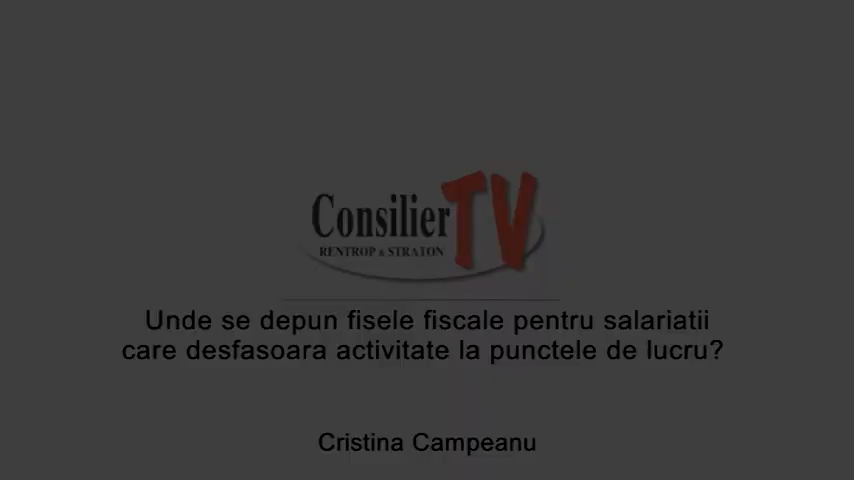 Consilier TV
RENTROP & STRATON
Unde se depun fisele fiscale pentru salariatii
care desfasoara activitate la punctele de lucru?
Cristina Campeanu